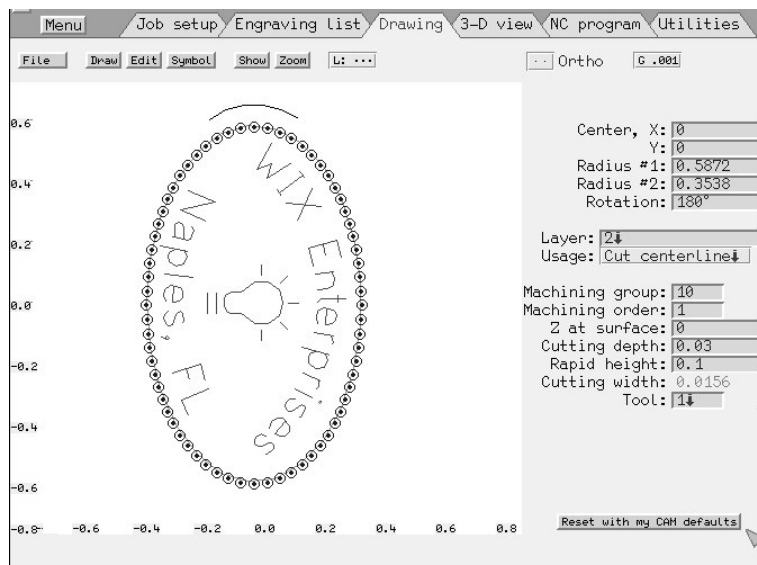 Menu Job setup Engraving list Drawing 3-D view NC program Utilities
File Draw Edit Symbol Show Zoom L: ··· ·· Ortho G .001
Center, X: 0
Y: 0
Radius #1: 0.5872
Radius #2: 0.3538
Rotation: 180°
Layer: 2↓
Usage: Cut centerline↓
Machining group: 10
Machining order: 1
Z at surface: 0
Cutting depth: 0.03
Rapid height: 0.1
Cutting width: 0.0156
Tool: 1↓
Reset with my CAM defaults
0.6
0.4
0.2
0.0
-0.2
-0.4
-0.6
-0.8 -0.6 -0.4 -0.2 0.0 0.2 0.4 0.6 0.8
WIX Enterprises
Naples, FL